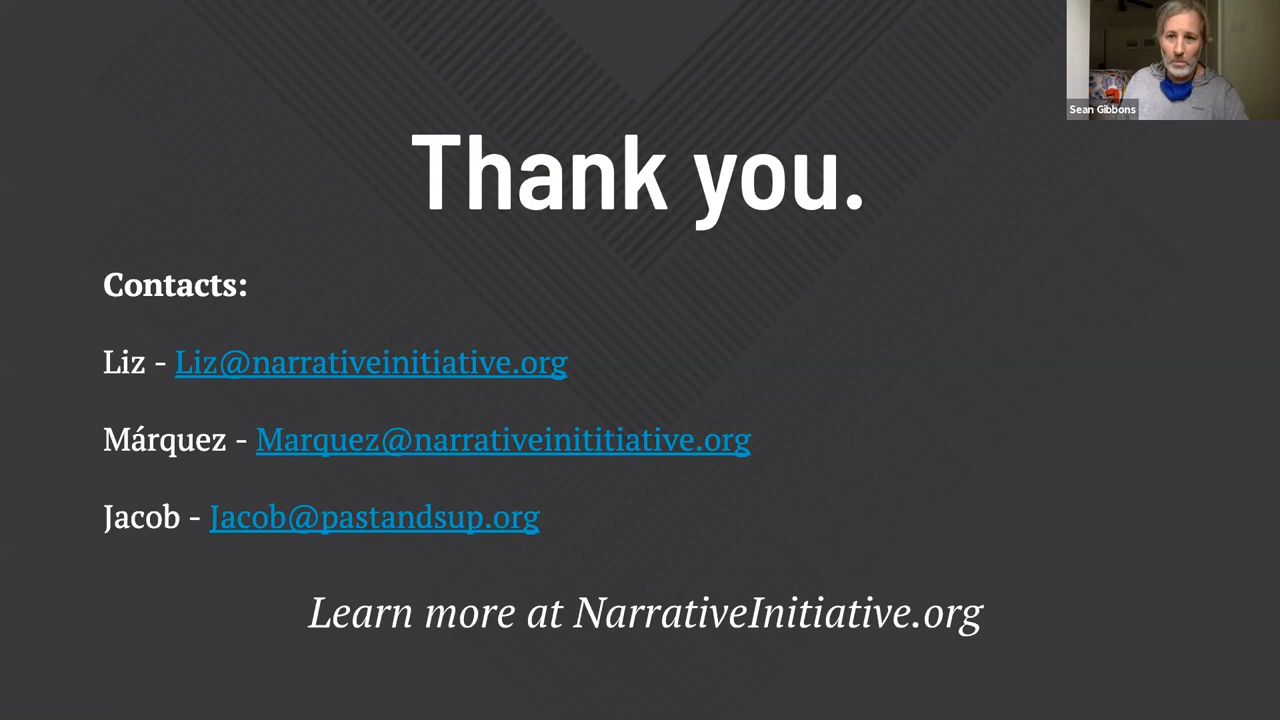 Sean Gibbons
Thank you.
Contacts:
Liz - Liz@narrativeinitiative.org
Márquez - Marquez@narrativeinititiative.org
Jacob - Jacob@pastandsup.org
Learn more at NarrativeInitiative.org